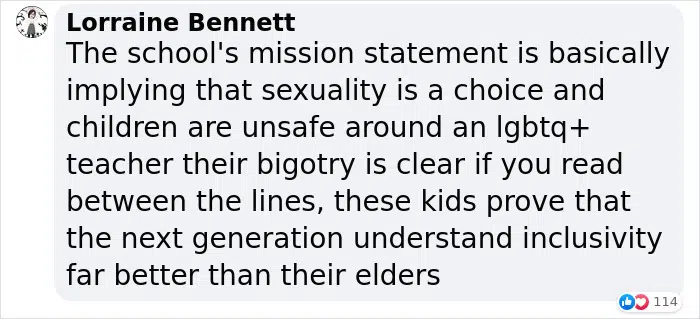 Lorraine Bennett
The school's mission statement is basically
implying that sexuality is a choice and
children are unsafe around an lgbtq+
teacher their bigotry is clear if you read
between the lines, these kids prove that
the next generation understand inclusivity
far better than their elders
114